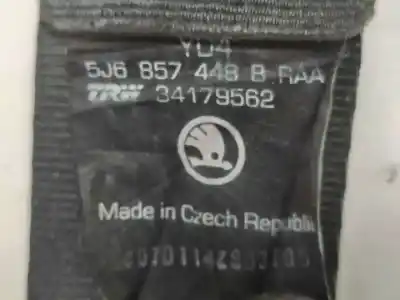 YD4
5J6 857 448 B RAA
TRW 34179562
Made in Czech Republic